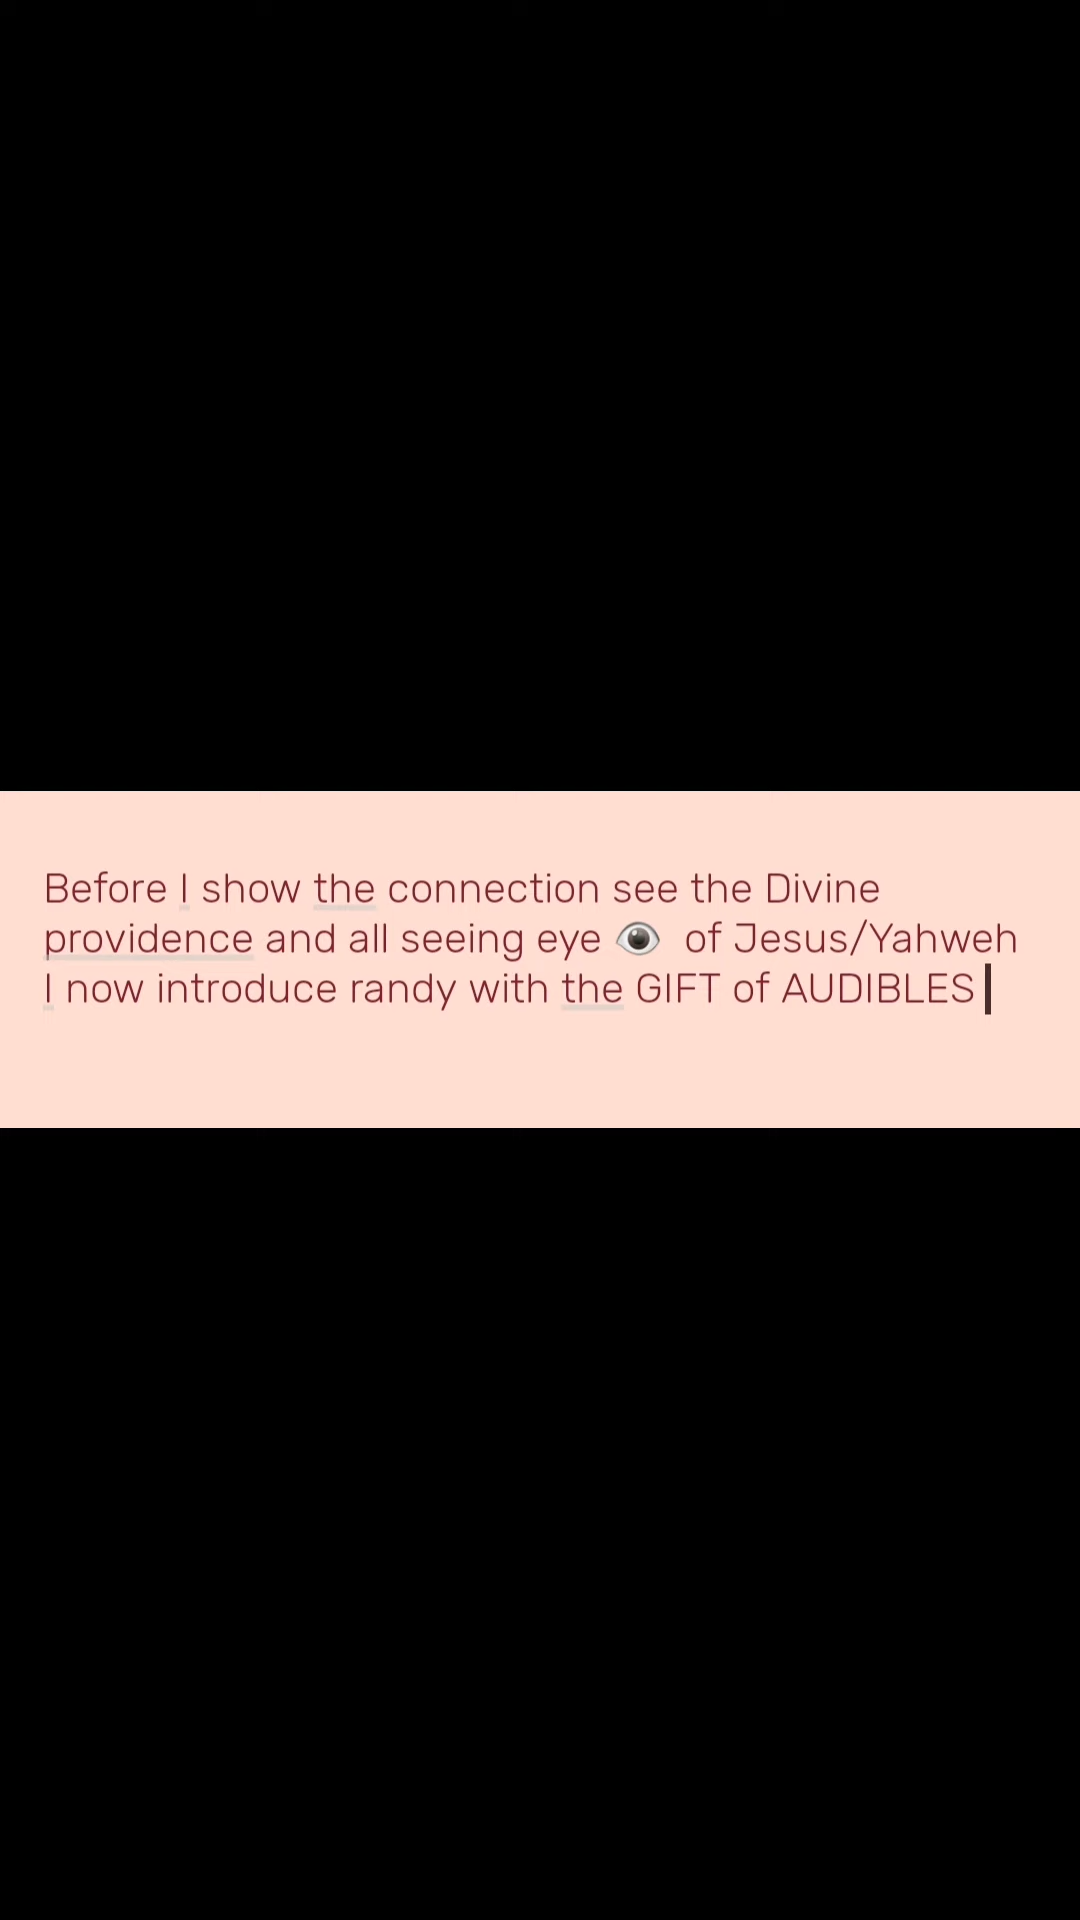 Before I show the connection see the Divine
providence and all seeing eye 👁 of Jesus/Yahweh
I now introduce randy with the GIFT of AUDIBLES